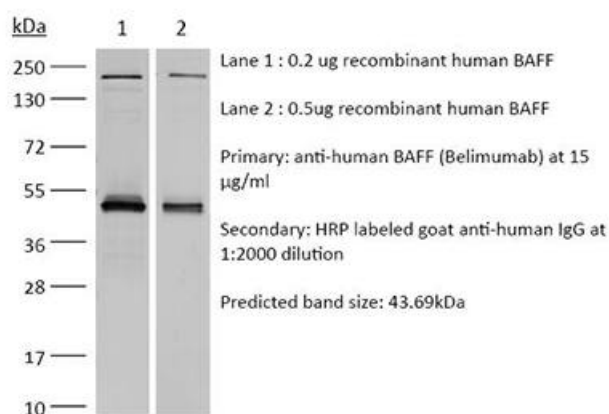 kDa
1 2
250
130
72
55
36
28
17
10
Lane 1 : 0.2 ug recombinant human BAFF
Lane 2 : 0.5ug recombinant human BAFF
Primary: anti-human BAFF (Belimumab) at 15
µg/ml
Secondary: HRP labeled goat anti-human IgG at
1:2000 dilution
Predicted band size: 43.69kDa